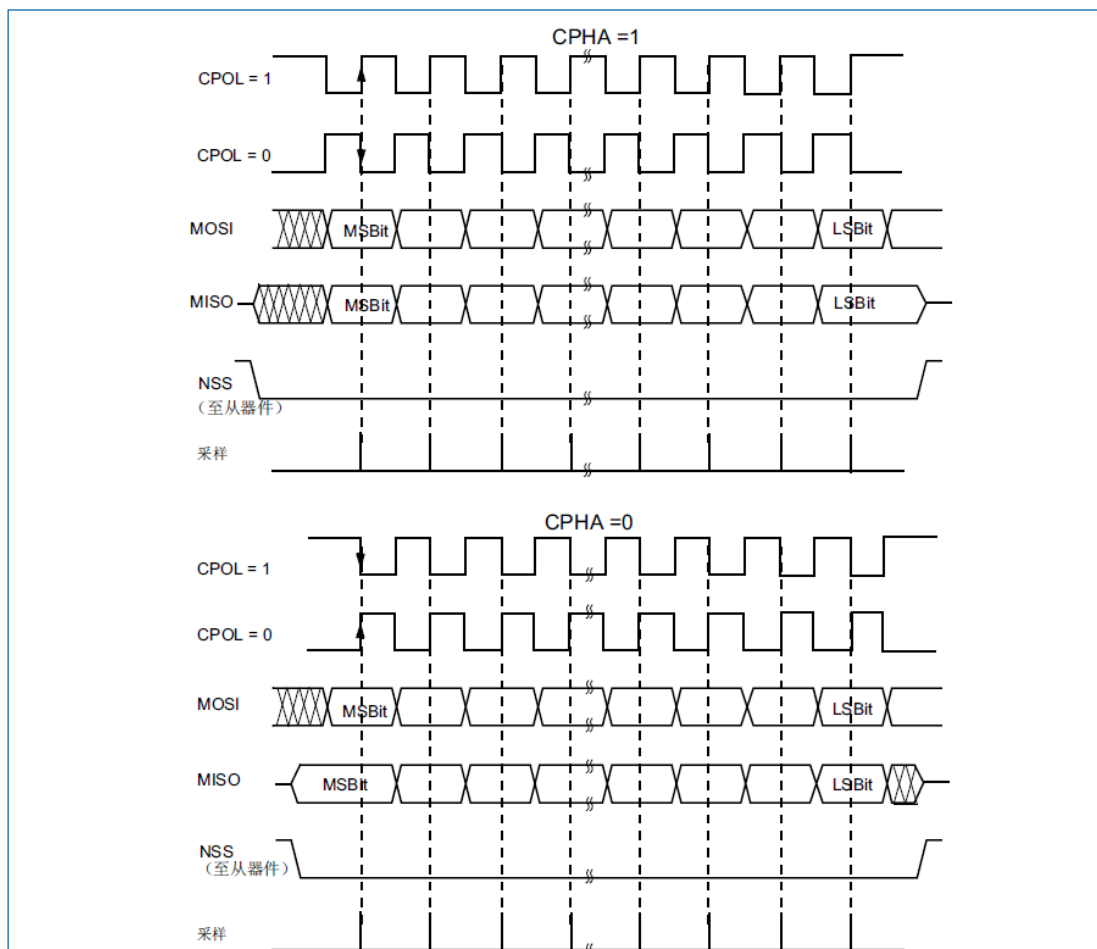 CPHA =1
CPOL = 1
CPOL = 0
MOSI
MSBit
LSBit
MISO
MSBit
LSBit
NSS
（至从器件）
采样
CPHA =0
CPOL = 1
CPOL = 0
MOSI
MSBit
LSBit
MISO
MSBit
LSBit
NSS
（至从器件）
采样